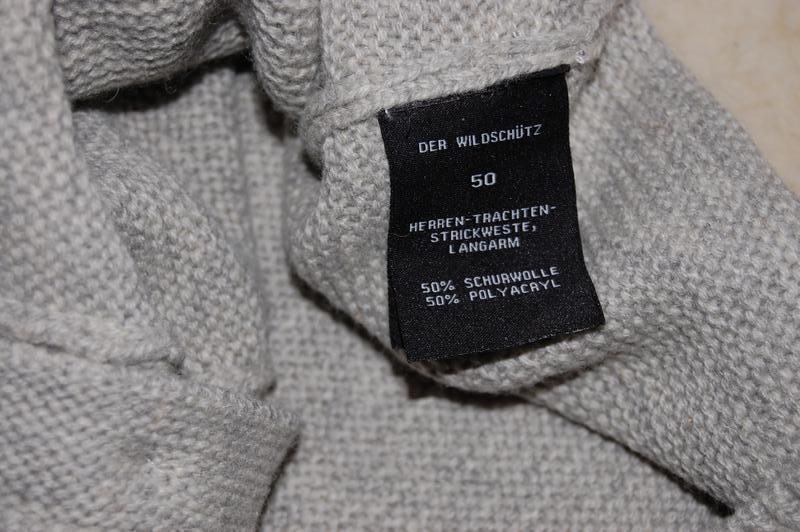 DER WILDSCHÜTZ
50
HERREN-TRACHTEN-
STRICKWESTE,
LANGARM
50% SCHURWOLLE
50% POLYACRYL